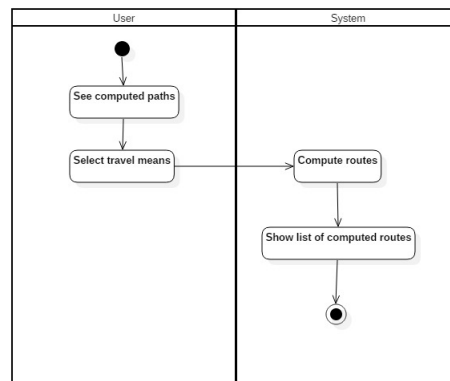 User
System
See computed paths
Select travel means
Compute routes
Show list of computed routes